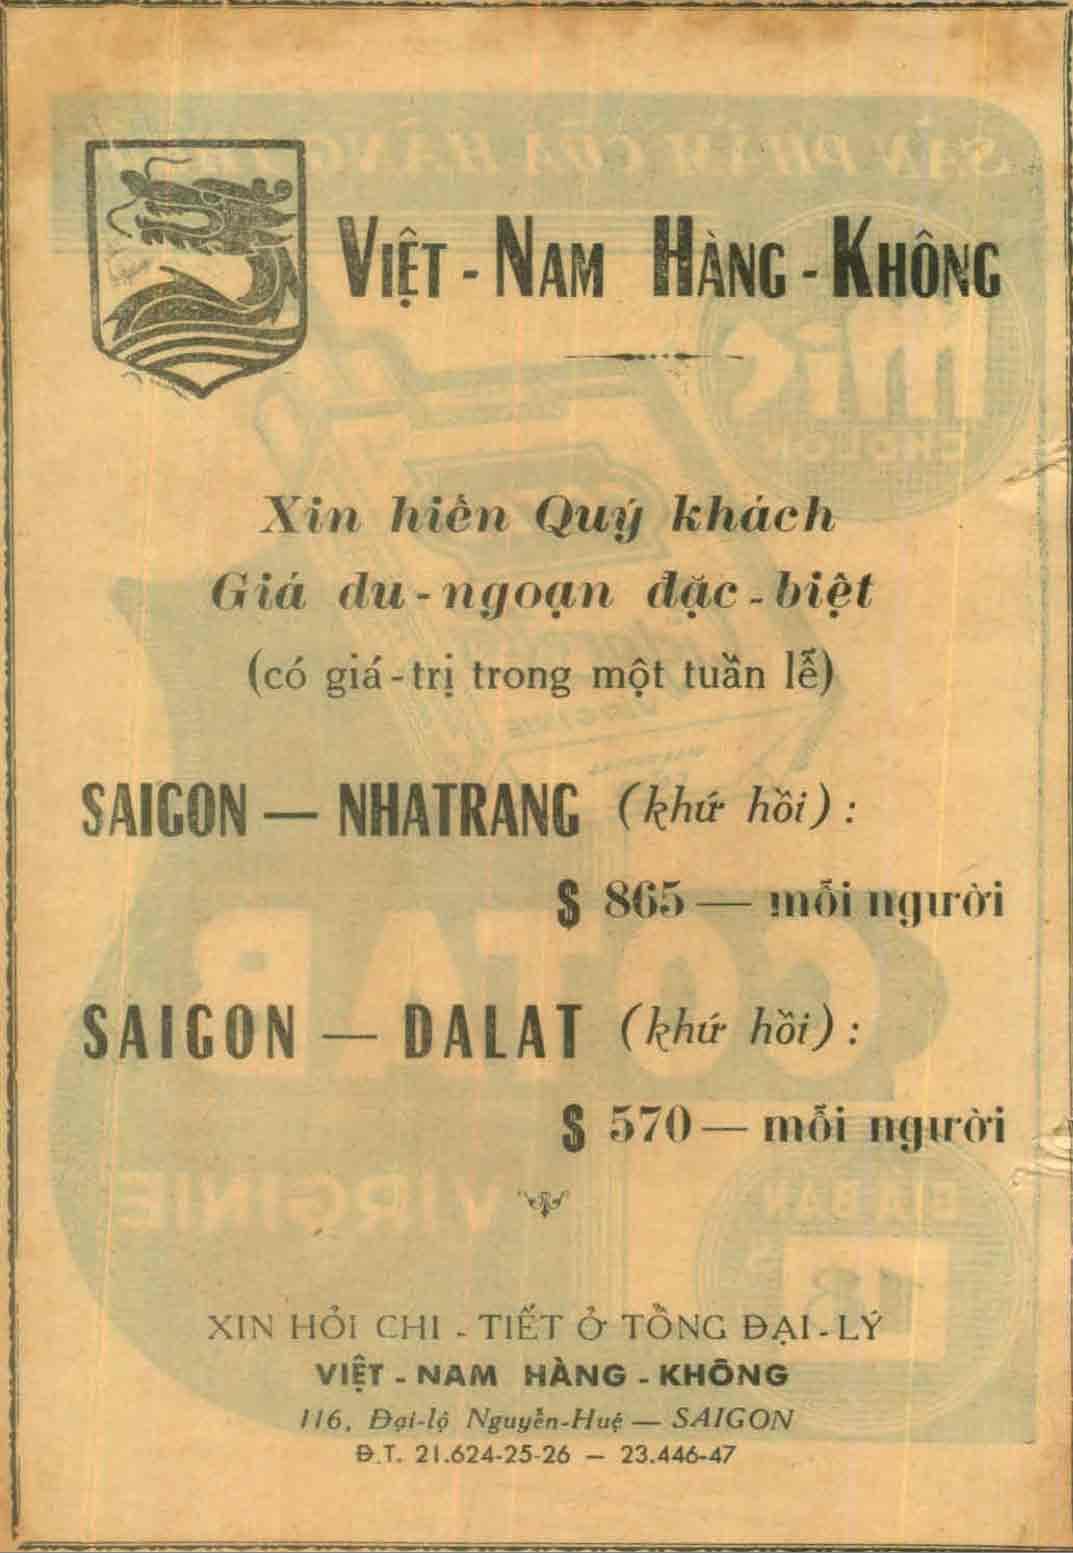 VIỆT - NAM HÀNG - KHÔNG
Xin hiến Quý khách
Giá du - ngoạn đặc - biệt
(có giá - trị trong một tuần lễ)
SAIGON — NHATRANG (khứ hồi) :
$ 865 — mỗi người
SAIGON — DALAT (khứ hồi) :
$ 570 — mỗi người
XIN HỎI CHI - TIẾT Ở TỔNG ĐẠI - LÝ
VIỆT - NAM HÀNG - KHÔNG
116, Đại-lộ Nguyễn-Huệ — SAIGON
Đ.T. 21.624-25-26 — 23.446-47